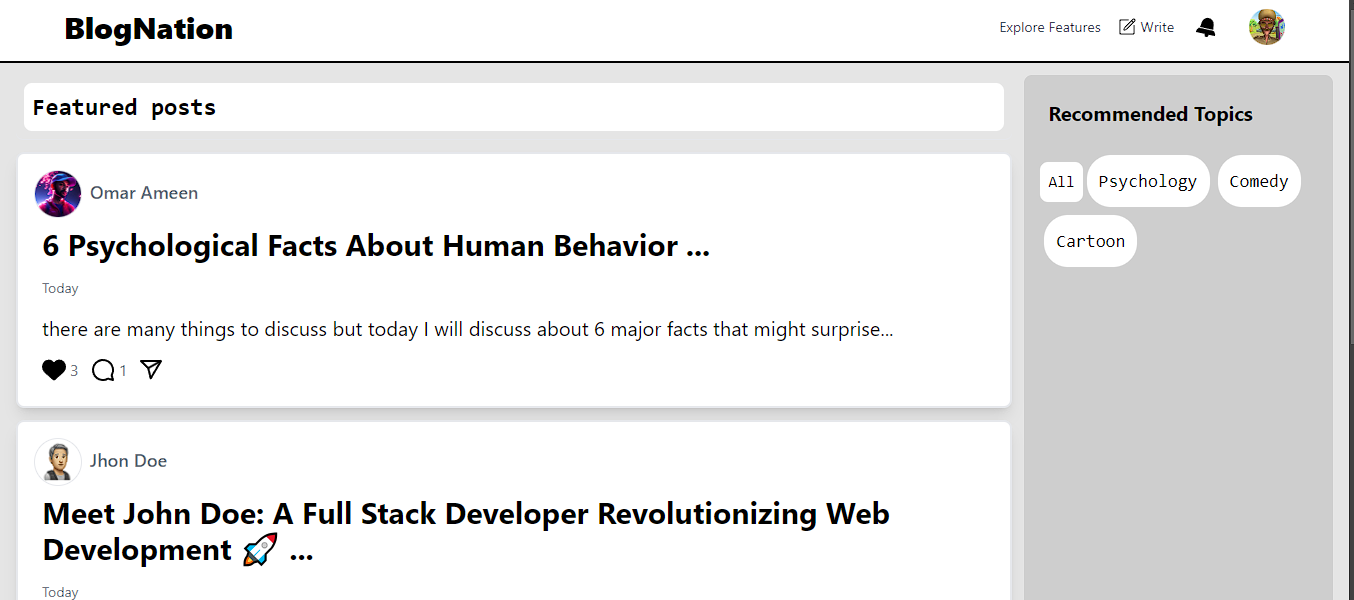 BlogNation
Explore Features
Write
Featured posts
Omar Ameen
6 Psychological Facts About Human Behavior ...
Today
there are many things to discuss but today I will discuss about 6 major facts that might surprise...
3
1
Jhon Doe
Meet John Doe: A Full Stack Developer Revolutionizing Web
Development 🚀 ...
Today
Recommended Topics
All Psychology Comedy
Cartoon